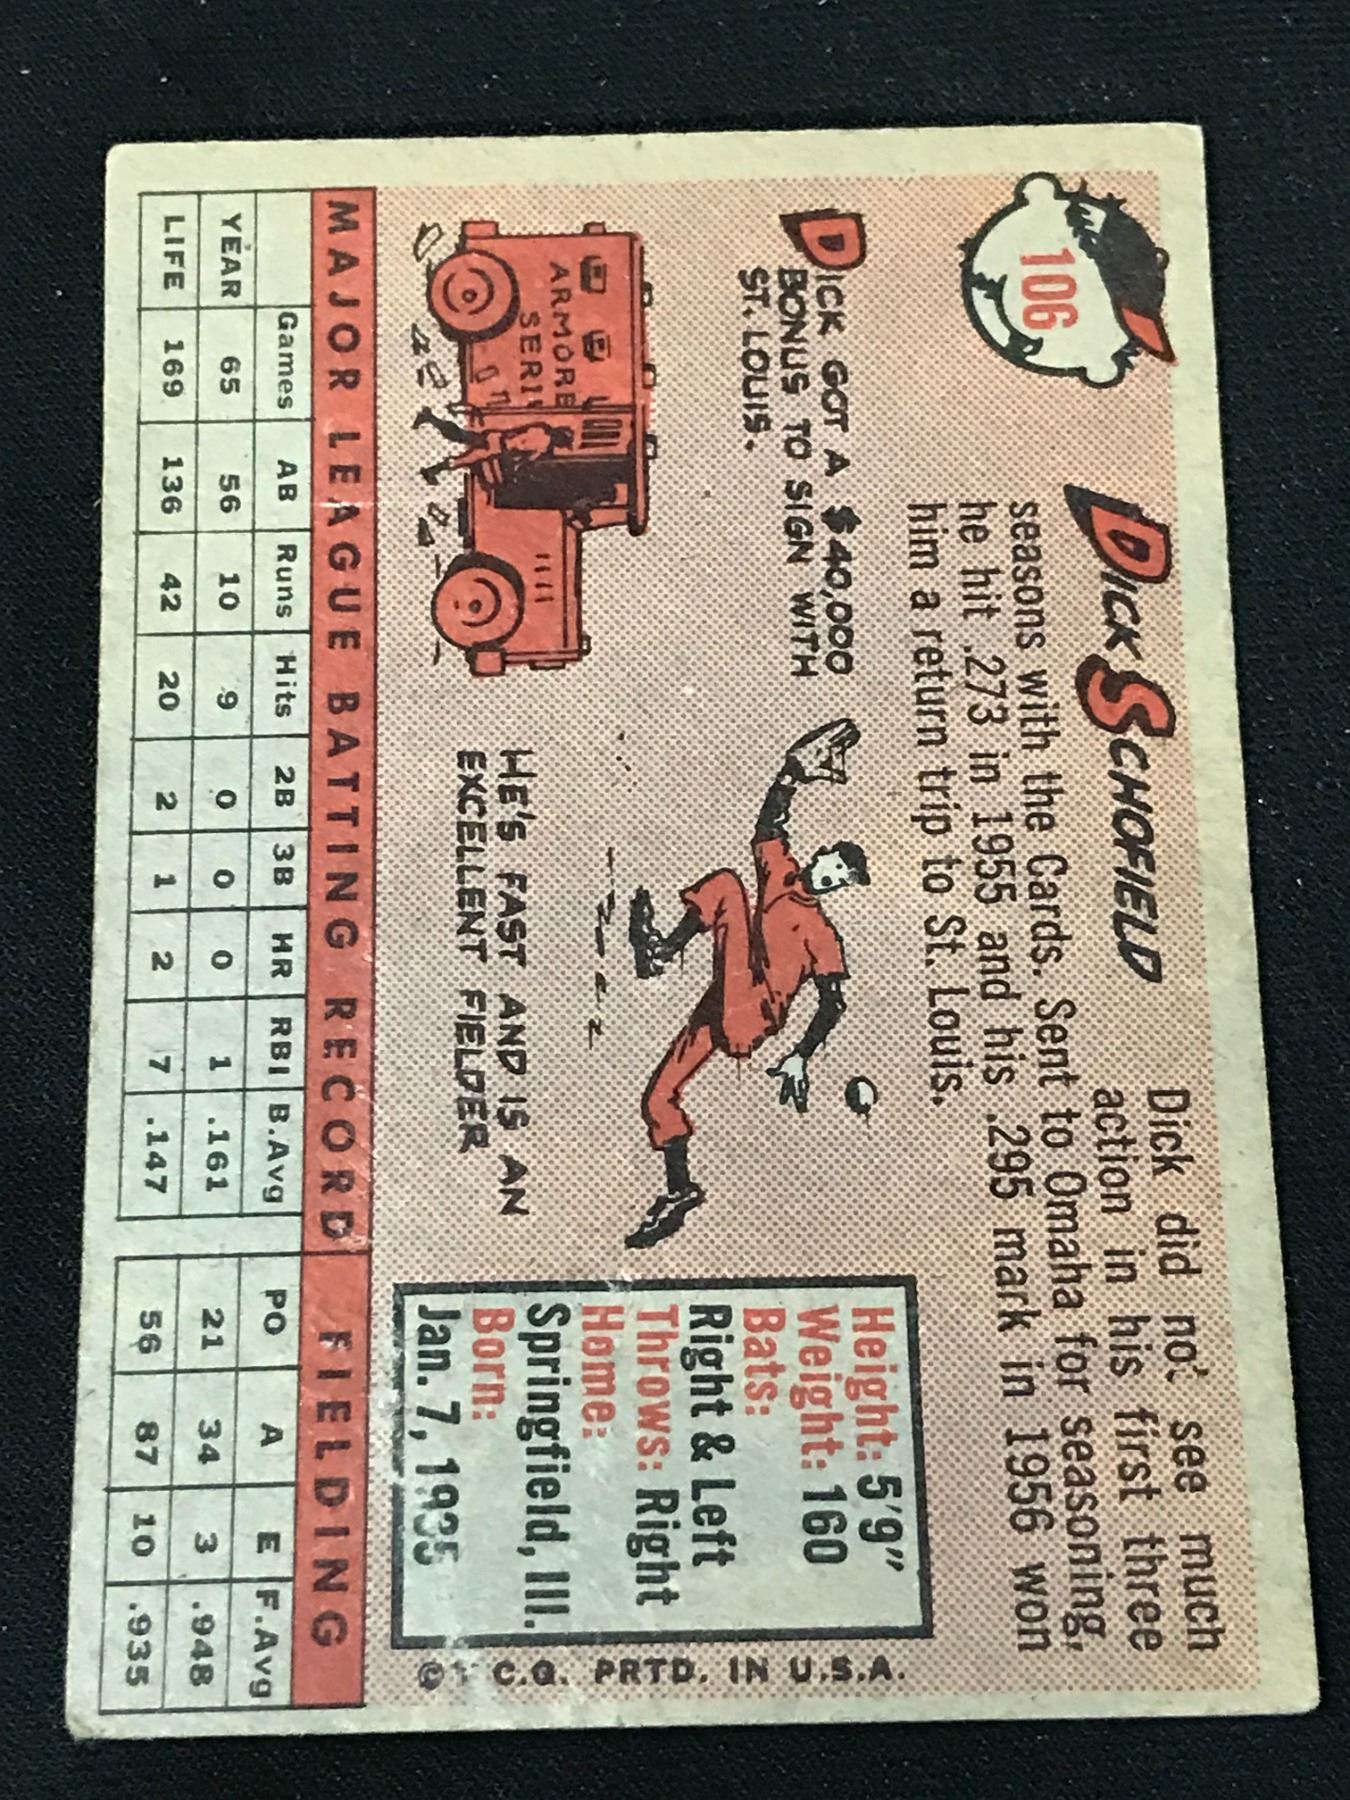 106
DICK SCHOFIELD
Dick did not see much
action in his first three
seasons with the Cards. Sent to Omaha for seasoning,
he hit .273 in 1955 and his .295 mark in 1956 won
him a return trip to St. Louis.
DICK GOT A $40,000
BONUS TO SIGN WITH
ST. LOUIS.
ARMORE
SERI
HE'S FAST AND IS AN
EXCELLENT FIELDER
Height: 5'9"
Weight: 160
Bats:
Right & Left
Throws: Right
Home:
Springfield, Ill.
Born:
Jan. 7, 1935
© C.G. PRTD. IN U.S.A.
MAJOR LEAGUE BATTING RECORD FIELDING
Games AB Runs Hits 2B 3B HR RBI B.Avg PO A E F.Avg
YEAR 65 56 10 9 0 0 0 1 .161 21 34 3 .948
LIFE 169 136 42 20 2 1 2 7 .147 56 87 10 .935